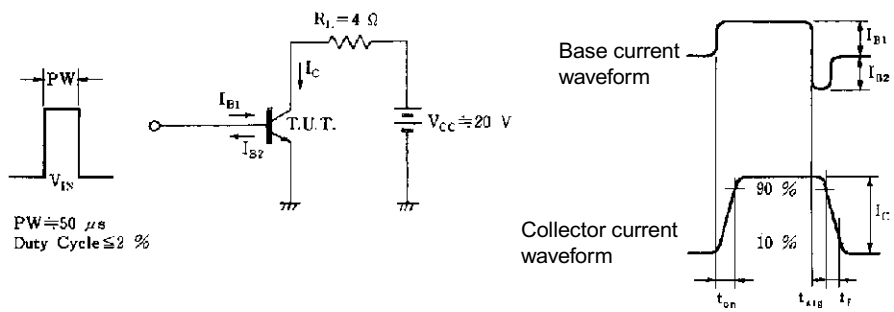 R_L=4 Ω
PW
I_C
I_B1
T.U.T.
I_B2
V_CC≒20 V
V_IN
PW≒50 μs
Duty Cycle≦2 %
Base current
waveform
I_B1
I_B2
Collector current
waveform
90 %
10 %
I_C
t_on
t_stg
t_f